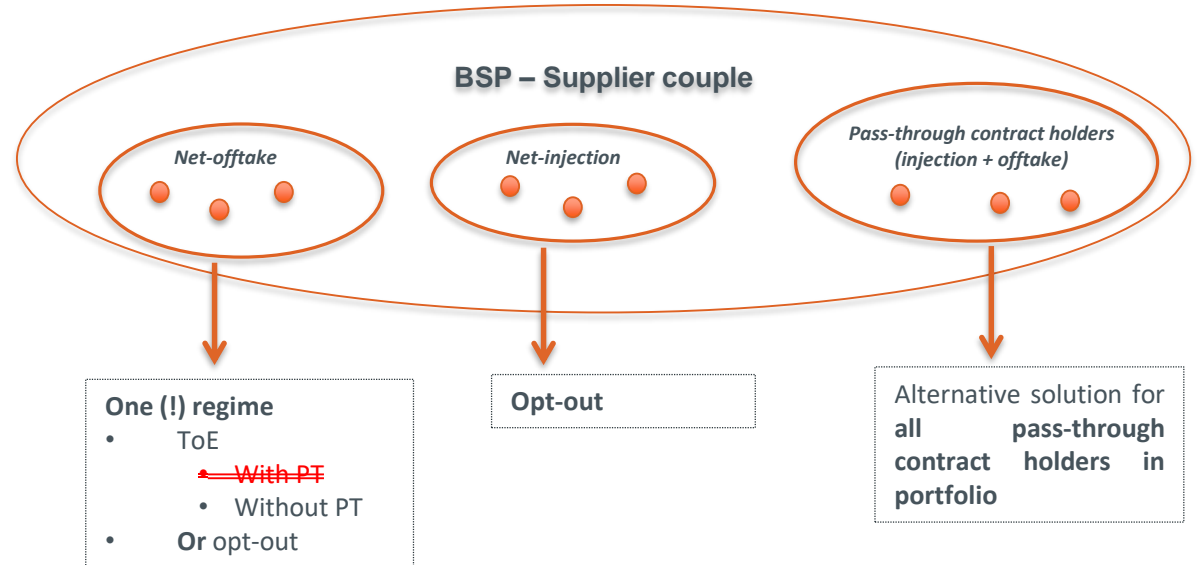 BSP – Supplier couple
Net-offtake
Net-injection
Pass-through contract holders
(injection + offtake)
One (!) regime
• ToE
• With PT
• Without PT
• Or opt-out
Opt-out
Alternative solution for
all pass-through
contract holders in
portfolio